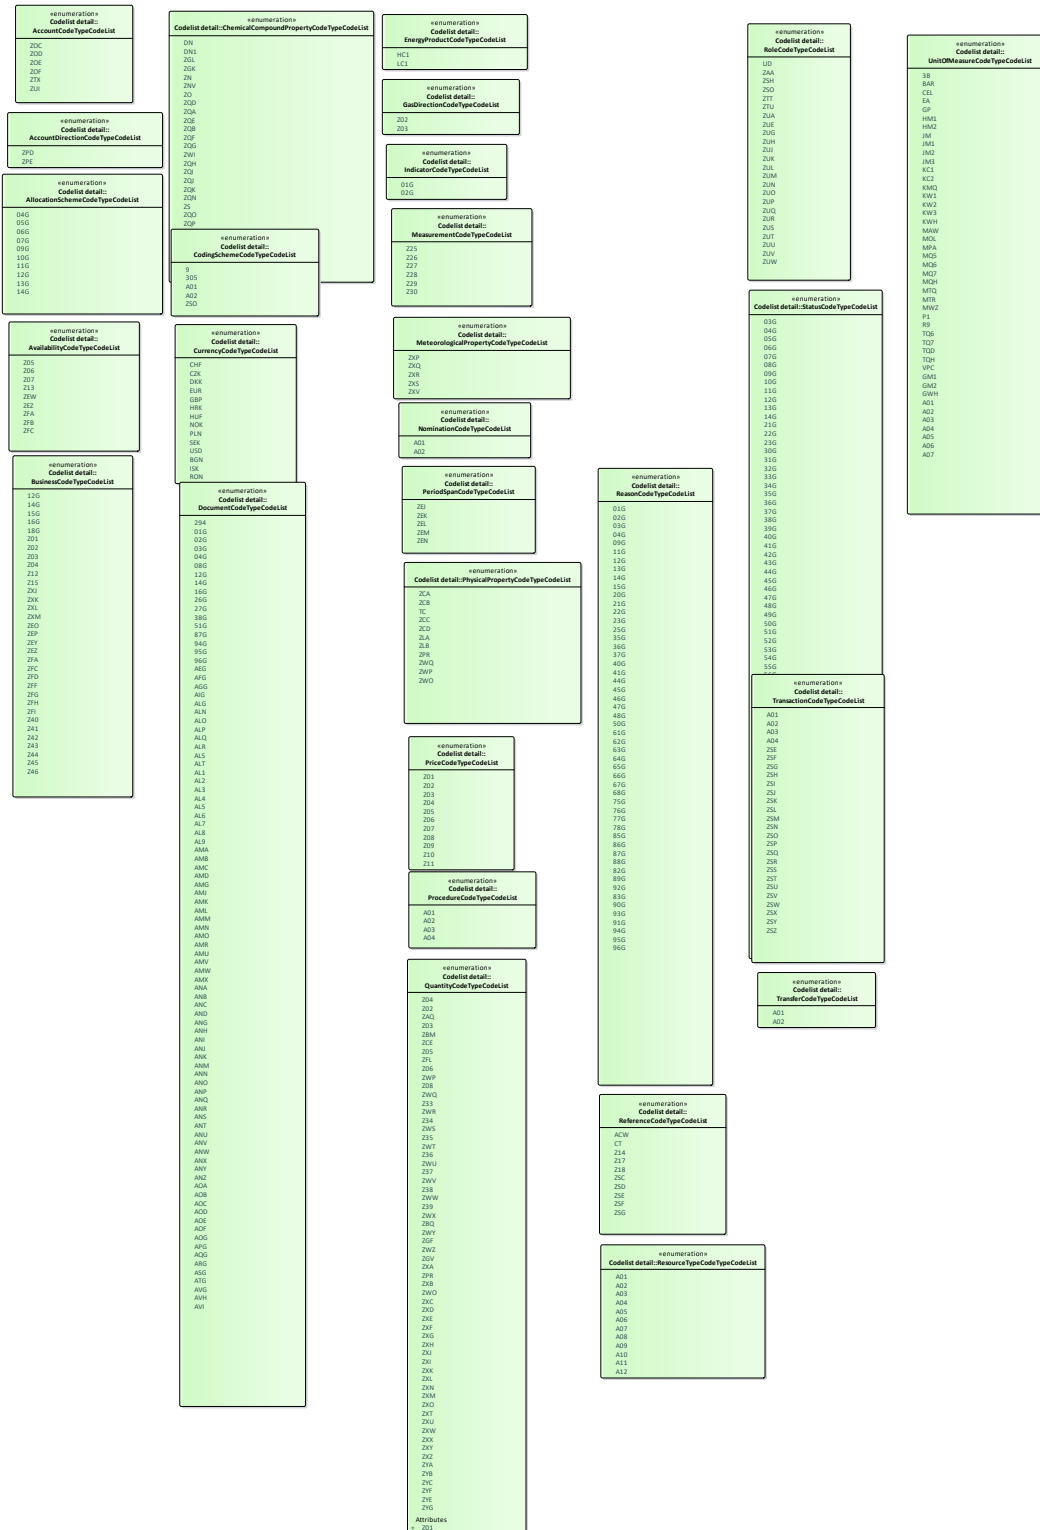 «enumeration»
Codelist detail::
AccountCodeTypeCodeList
ZOC
ZOD
ZOE
ZOF
ZTX
ZUI
«enumeration»
Codelist detail::
AccountDirectionCodeTypeCodeList
ZPD
ZPE
«enumeration»
Codelist detail::
AllocationSchemeCodeTypeCodeList
04G
05G
06G
07G
09G
10G
11G
12G
13G
14G
«enumeration»
Codelist detail::
AvailabilityCodeTypeCodeList
Z05
Z06
Z07
Z13
ZEW
ZEZ
ZFA
ZFB
ZFC
«enumeration»
Codelist detail::
BusinessCodeTypeCodeList
12G
14G
15G
16G
18G
Z01
Z02
Z03
Z04
Z12
Z15
ZXJ
ZXK
ZXL
ZXM
ZEO
ZEP
ZEY
ZEZ
ZFA
ZFC
ZFD
ZFF
ZFG
ZFH
ZFI
Z40
Z41
Z42
Z43
Z44
Z45
Z46
«enumeration»
Codelist detail::ChemicalCompoundPropertyCodeTypeCodeList
DN
DN1
ZGL
ZGK
ZN
ZNV
ZO
ZQD
ZQA
ZQE
ZQB
ZQF
ZQG
ZWI
ZQH
ZQI
ZQJ
ZQK
ZQN
ZS
ZQO
ZQP
«enumeration»
Codelist detail::
CodingSchemeCodeTypeCodeList
9
305
A01
A02
ZSO
«enumeration»
Codelist detail::
CurrencyCodeTypeCodeList
CHF
CZK
DKK
EUR
GBP
HRK
HUF
NOK
PLN
SEK
USD
BGN
ISK
RON
«enumeration»
Codelist detail::
DocumentCodeTypeCodeList
294
01G
02G
03G
04G
08G
12G
14G
16G
26G
27G
38G
51G
87G
94G
95G
96G
AEG
AFG
AGG
AIG
ALG
ALN
ALO
ALP
ALQ
ALR
ALS
ALT
AL1
AL2
AL3
AL4
AL5
AL6
AL7
AL8
AL9
AMA
AMB
AMC
AMD
AMG
AMJ
AMK
AML
AMM
AMN
AMO
AMR
AMU
AMV
AMW
AMX
ANA
ANB
ANC
AND
ANG
ANH
ANI
ANJ
ANK
ANM
ANN
ANO
ANP
ANQ
ANR
ANS
ANT
ANU
ANV
ANW
ANX
ANY
ANZ
AOA
AOB
AOC
AOD
AOE
AOF
AOG
APG
AQG
ARG
ASG
ATG
AVG
AVH
AVI
«enumeration»
Codelist detail::
EnergyProductCodeTypeCodeList
HC1
LC1
«enumeration»
Codelist detail::
GasDirectionCodeTypeCodeList
Z02
Z03
«enumeration»
Codelist detail::
IndicatorCodeTypeCodeList
01G
02G
«enumeration»
Codelist detail::
MeasurementCodeTypeCodeList
Z25
Z26
Z27
Z28
Z29
Z30
«enumeration»
Codelist detail::
MeteorologicalPropertyCodeTypeCodeList
ZXP
ZXQ
ZXR
ZXS
ZXV
«enumeration»
Codelist detail::
NominationCodeTypeCodeList
A01
A02
«enumeration»
Codelist detail::
PeriodSpanCodeTypeCodeList
ZEJ
ZEK
ZEL
ZEM
ZEN
«enumeration»
Codelist detail::PhysicalPropertyCodeTypeCodeList
ZCA
ZCB
TC
ZCC
ZCD
ZLA
ZLB
ZPR
ZWQ
ZWP
ZWO
«enumeration»
Codelist detail::
PriceCodeTypeCodeList
Z01
Z02
Z03
Z04
Z05
Z06
Z07
Z08
Z09
Z10
Z11
«enumeration»
Codelist detail::
ProcedureCodeTypeCodeList
A01
A02
A03
A04
«enumeration»
Codelist detail::
QuantityCodeTypeCodeList
Z04
Z02
ZAQ
Z03
ZBM
ZCE
Z05
ZFL
Z06
ZWP
Z08
ZWQ
Z33
ZWR
Z34
ZWS
Z35
ZWT
Z36
ZWU
Z37
ZWV
Z38
ZWW
Z39
ZWX
ZBQ
ZWY
ZGF
ZWZ
ZGV
ZXA
ZPR
ZXB
ZWO
ZXC
ZXD
ZXE
ZXF
ZXG
ZXH
ZXJ
ZXI
ZXK
ZXL
ZXN
ZXM
ZXO
ZXT
ZXU
ZXW
ZXX
ZXY
ZXZ
ZYA
ZYB
ZYC
ZYF
ZYE
ZYG
Attributes
+ Z01
«enumeration»
Codelist detail::
ReasonCodeTypeCodeList
01G
02G
03G
04G
09G
11G
12G
13G
14G
15G
20G
21G
22G
23G
25G
35G
36G
37G
40G
41G
44G
45G
46G
47G
48G
50G
61G
62G
63G
64G
65G
66G
67G
68G
75G
76G
77G
78G
85G
86G
87G
88G
82G
89G
92G
83G
90G
93G
91G
94G
95G
96G
«enumeration»
Codelist detail::
ReferenceCodeTypeCodeList
ACW
CT
Z14
Z17
Z18
ZSC
ZSD
ZSE
ZSF
ZSG
«enumeration»
Codelist detail::ResourceTypeCodeTypeCodeList
A01
A02
A03
A04
A05
A06
A07
A08
A09
A10
A11
A12
«enumeration»
Codelist detail::
RoleCodeTypeCodeList
UD
ZAA
ZSH
ZSO
ZTT
ZTU
ZUA
ZUE
ZUG
ZUH
ZUJ
ZUK
ZUL
ZUM
ZUN
ZUO
ZUP
ZUQ
ZUR
ZUS
ZUT
ZUU
ZUV
ZUW
«enumeration»
Codelist detail::StatusCodeTypeCodeList
03G
04G
05G
06G
07G
08G
09G
10G
11G
12G
13G
14G
21G
22G
23G
30G
31G
32G
33G
34G
35G
36G
37G
38G
39G
40G
41G
42G
43G
44G
45G
46G
47G
48G
49G
50G
51G
52G
53G
54G
55G
«enumeration»
Codelist detail::
TransactionCodeTypeCodeList
A01
A02
A03
A04
ZSE
ZSF
ZSG
ZSH
ZSI
ZSJ
ZSK
ZSL
ZSM
ZSN
ZSO
ZSP
ZSQ
ZSR
ZSS
ZST
ZSU
ZSV
ZSW
ZSX
ZSY
ZSZ
«enumeration»
Codelist detail::
TransferCodeTypeCodeList
A01
A02
«enumeration»
Codelist detail::
UnitOfMeasureCodeTypeCodeList
3B
BAR
CEL
EA
GP
HM1
HM2
JM
JM1
JM2
JM3
KC1
KC2
KMQ
KW1
KW2
KW3
KWH
MAW
MOL
MPA
MQ5
MQ6
MQ7
MQH
MTQ
MTR
MWZ
P1
R9
TQ6
TQ7
TQD
TQH
VPC
GM1
GM2
GWH
A01
A02
A03
A04
A05
A06
A07